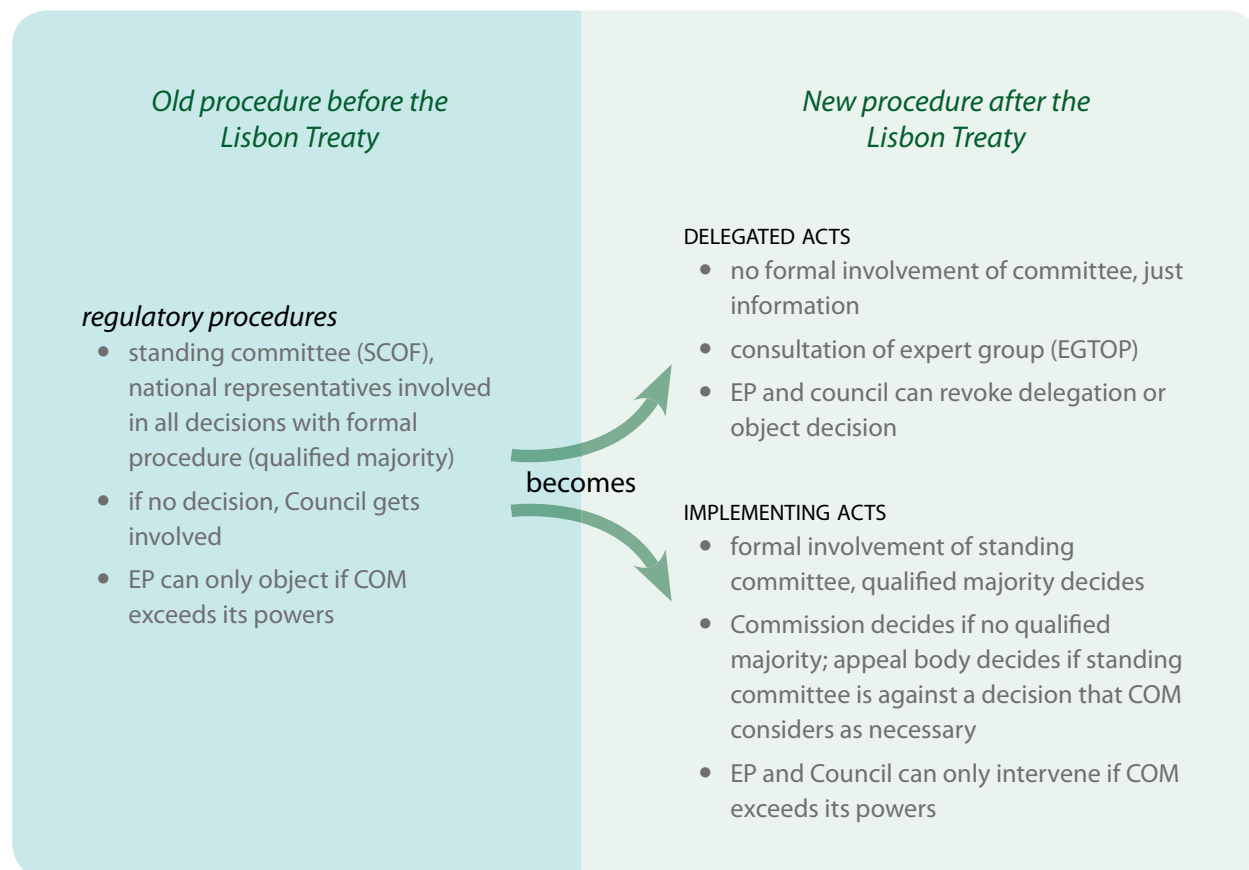 Old procedure before the
Lisbon Treaty
regulatory procedures
• standing committee (SCOF),
national representatives involved
in all decisions with formal
procedure (qualified majority)
• if no decision, Council gets
involved
• EP can only object if COM
exceeds its powers
becomes
New procedure after the
Lisbon Treaty
DELEGATED ACTS
• no formal involvement of committee, just
information
• consultation of expert group (EGTOP)
• EP and council can revoke delegation or
object decision
IMPLEMENTING ACTS
• formal involvement of standing
committee, qualified majority decides
• Commission decides if no qualified
majority; appeal body decides if standing
committee is against a decision that COM
considers as necessary
• EP and Council can only intervene if COM
exceeds its powers